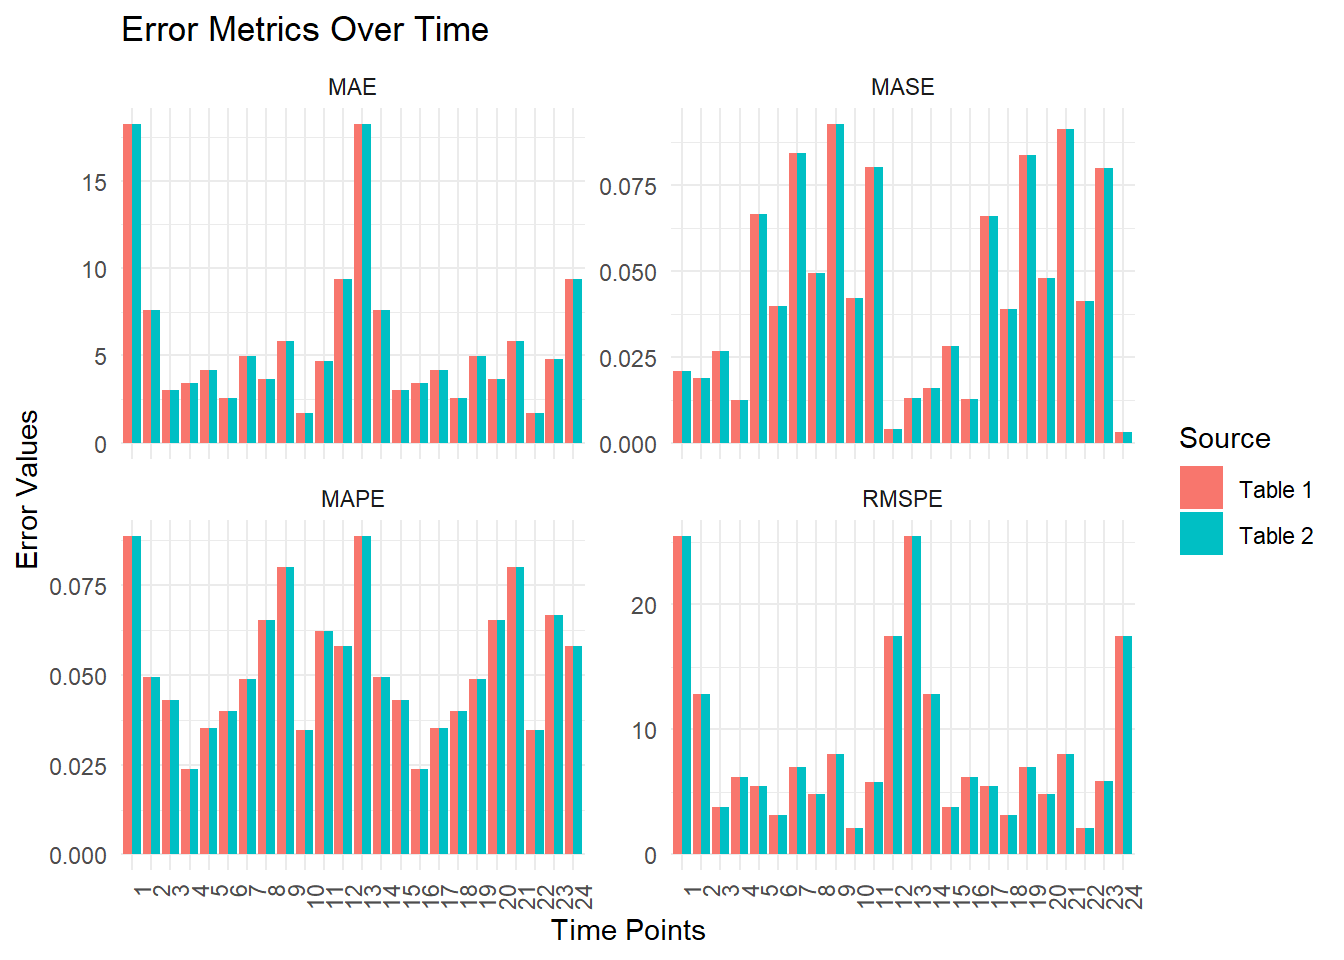 Error Metrics Over Time
MAE
MASE
15
10
5
0
0.075
0.050
0.025
0.000
MAPE
RMSPE
0.075
0.050
0.025
0.000
20
10
0
1 2 3 4 5 6 7 8 9 10 11 12 13 14 15 16 17 18 19 20 21 22 23 24
1 2 3 4 5 6 7 8 9 10 11 12 13 14 15 16 17 18 19 20 21 22 23 24
Time Points
Error Values
Source
Table 1
Table 2